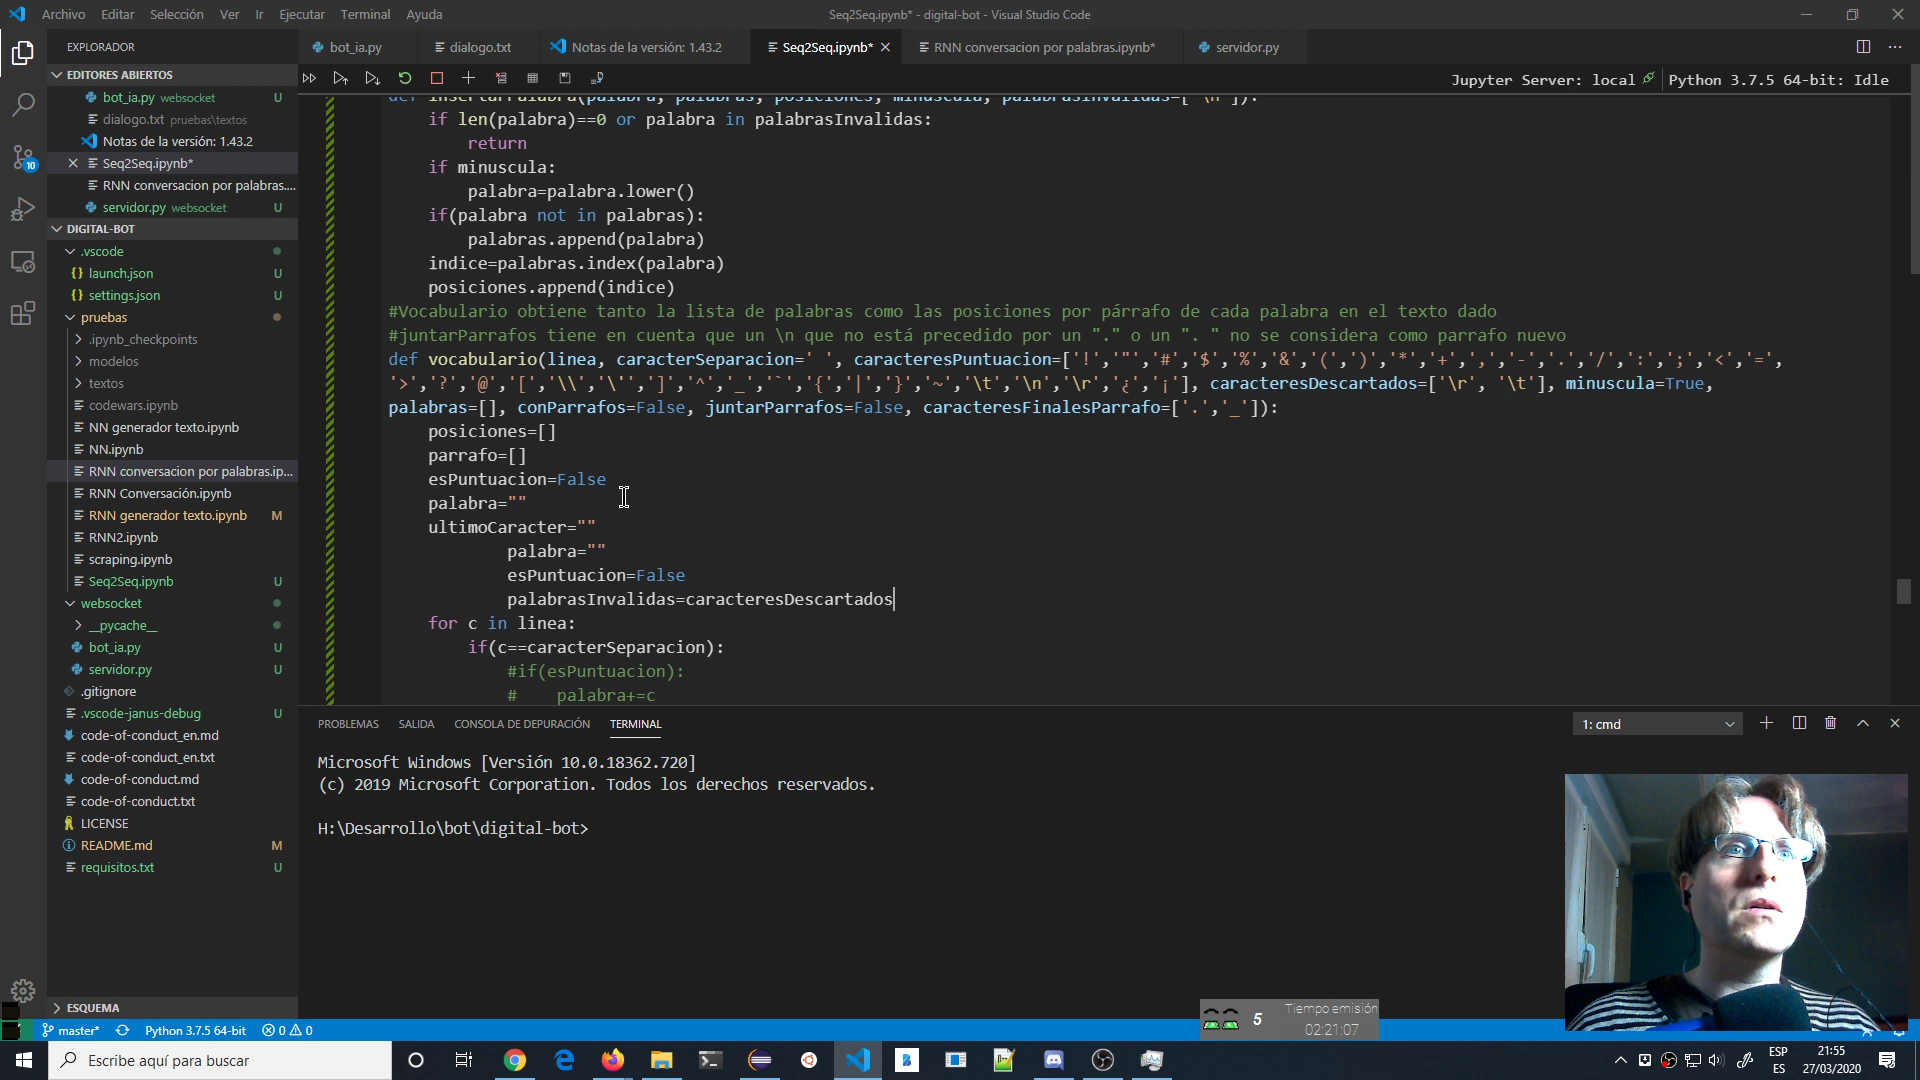 Archivo Editar Selección Ver Ir Ejecutar Terminal Ayuda
Seq2Seq.ipynb* - digital-bot - Visual Studio Code
EXPLORADOR
EDITORES ABIERTOS
bot_ia.py websocket U
dialogo.txt pruebas\textos
Notas de la versión: 1.43.2
Seq2Seq.ipynb*
RNN conversacion por palabras....
servidor.py websocket U
DIGITAL-BOT
.vscode
launch.json U
settings.json U
pruebas
.ipynb_checkpoints
modelos
textos
codewars.ipynb
NN generador texto.ipynb
NN.ipynb
RNN conversacion por palabras.ip...
RNN Conversación.ipynb
RNN generador texto.ipynb M
RNN2.ipynb
scraping.ipynb
Seq2Seq.ipynb U
websocket
__pycache__
bot_ia.py U
servidor.py U
.gitignore
.vscode-janus-debug U
code-of-conduct_en.md
code-of-conduct_en.txt
code-of-conduct.md
code-of-conduct.txt
LICENSE
README.md M
requisitos.txt U
ESQUEMA
bot_ia.py dialogo.txt Notas de la versión: 1.43.2 Seq2Seq.ipynb* RNN conversacion por palabras.ipynb* servidor.py
Jupyter Server: local Python 3.7.5 64-bit: Idle
def insertarPalabra(palabra, palabras, posiciones, minuscula, palabrasInvalidas=['\n']):
if len(palabra)==0 or palabra in palabrasInvalidas:
return
if minuscula:
palabra=palabra.lower()
if(palabra not in palabras):
palabras.append(palabra)
indice=palabras.index(palabra)
posiciones.append(indice)
#Vocabulario obtiene tanto la lista de palabras como las posiciones por párrafo de cada palabra en el texto dado
#juntarParrafos tiene en cuenta que un \n que no está precedido por un "." o un ". " no se considera como parrafo nuevo
def vocabulario(linea, caracterSeparacion=' ', caracteresPuntuacion=['!','"','#','$','%','&','(',')','*','+',',','-','.','/',':',';','<','=',
'>','?','@','[','\\','\'',']','^','_','`','{','|','}','~','\t','\n','\r','¿','¡'], caracteresDescartados=['\r', '\t'], minuscula=True,
palabras=[], conParrafos=False, juntarParrafos=False, caracteresFinalesParrafo=['.','_']):
posiciones=[]
parrafo=[]
esPuntuacion=False
palabra=""
ultimoCaracter=""
palabra=""
esPuntuacion=False
palabrasInvalidas=caracteresDescartados
for c in linea:
if(c==caracterSeparacion):
#if(esPuntuacion):
# palabra+=c
PROBLEMAS SALIDA CONSOLA DE DEPURACIÓN TERMINAL
1: cmd
Microsoft Windows [Versión 10.0.18362.720]
(c) 2019 Microsoft Corporation. Todos los derechos reservados.
H:\Desarrollo\bot\digital-bot>
5 Tiempo emisión
02:21:07
10
master* Python 3.7.5 64-bit 0 0
Escribe aquí para buscar
ESP
ES
21:55
27/03/2020